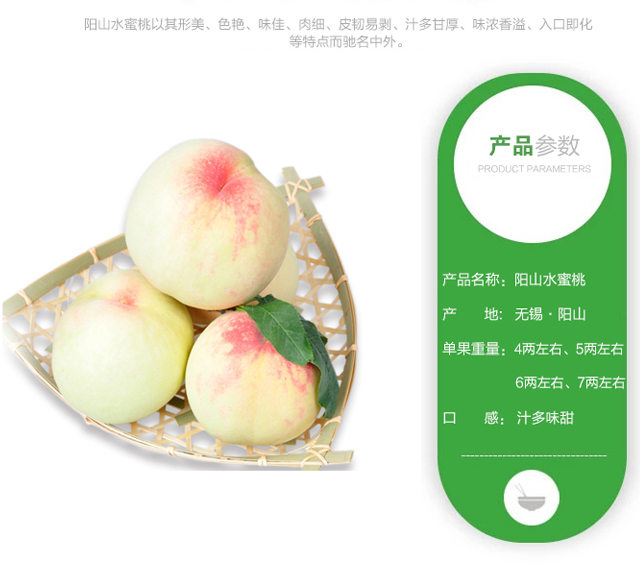 阳山水蜜桃以其形美、色艳、味佳、肉细、皮韧易剥、汁多甘厚、味浓香溢、入口即化
等特点而驰名中外。
产品参数
PRODUCT PARAMETERS
产品名称：阳山水蜜桃
产 地：无锡·阳山
单果重量：4两左右、5两左右
6两左右、7两左右
口 感：汁多味甜